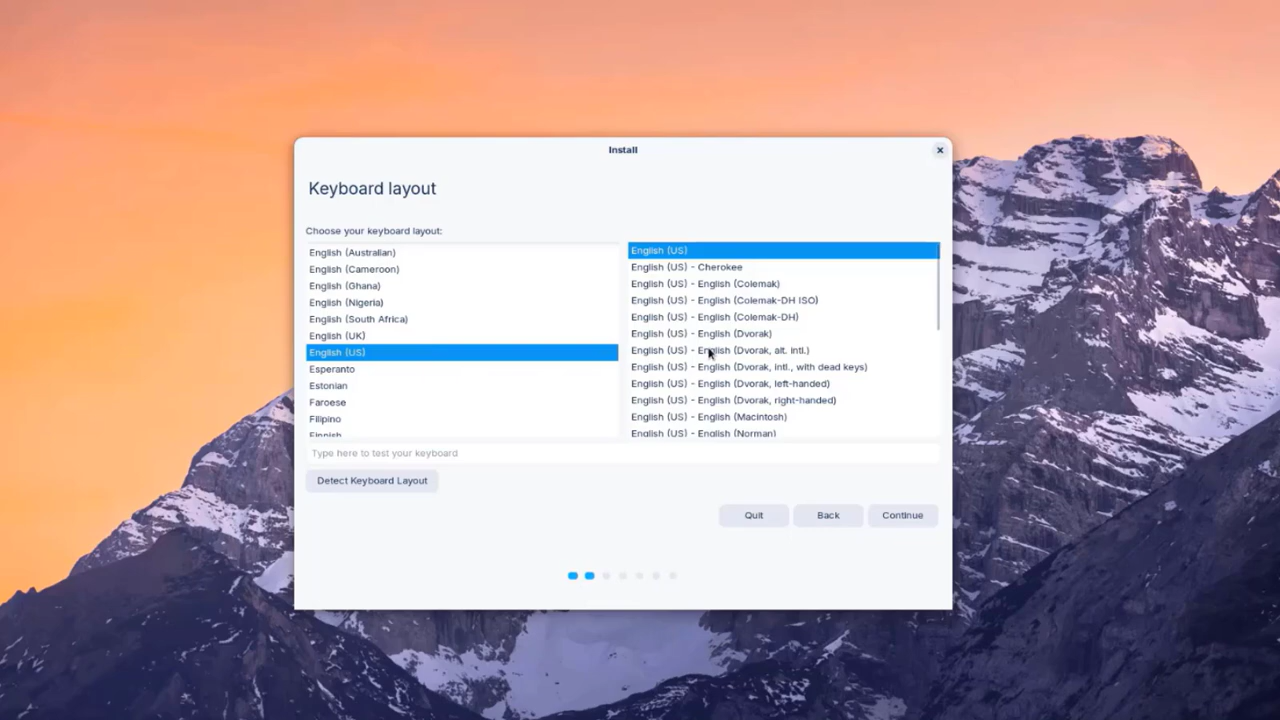 Install
Keyboard layout
Choose your keyboard layout:
English (Australian)
English (Cameroon)
English (Ghana)
English (Nigeria)
English (South Africa)
English (UK)
English (US)
Esperanto
Estonian
Faroese
Filipino
Finnish
English (US)
English (US) - Cherokee
English (US) - English (Colemak)
English (US) - English (Colemak-DH ISO)
English (US) - English (Colemak-DH)
English (US) - English (Dvorak)
English (US) - English (Dvorak, alt. intl.)
English (US) - English (Dvorak, intl., with dead keys)
English (US) - English (Dvorak, left-handed)
English (US) - English (Dvorak, right-handed)
English (US) - English (Macintosh)
English (US) - English (Norman)
Type here to test your keyboard
Detect Keyboard Layout
Quit Back Continue